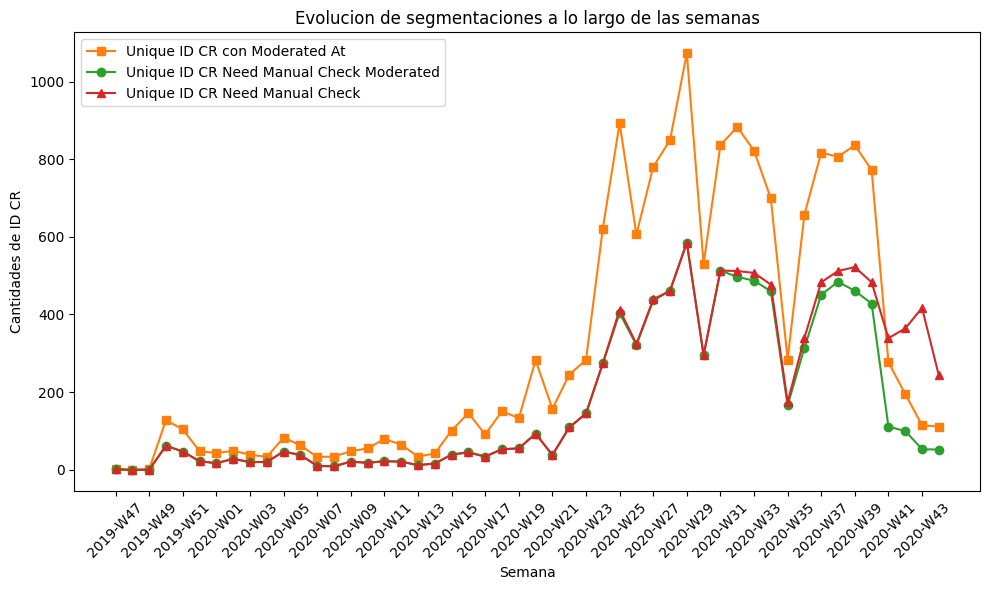 Evolucion de segmentaciones a lo largo de las semanas
Unique ID CR con Moderated At
Unique ID CR Need Manual Check Moderated
Unique ID CR Need Manual Check
Cantidades de ID CR
1000
800
600
400
200
0
2019-W47
2019-W49
2019-W51
2020-W01
2020-W03
2020-W05
2020-W07
2020-W09
2020-W11
2020-W13
2020-W15
2020-W17
2020-W19
2020-W21
2020-W23
2020-W25
2020-W27
2020-W29
2020-W31
2020-W33
2020-W35
2020-W37
2020-W39
2020-W41
2020-W43
Semana